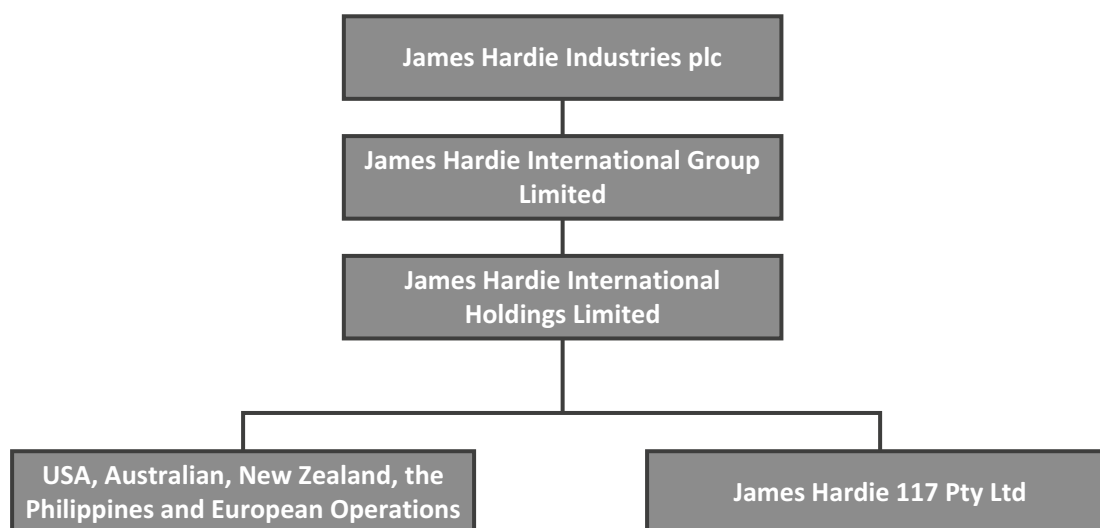 James Hardie Industries plc
James Hardie International Group
Limited
James Hardie International
Holdings Limited
USA, Australian, New Zealand, the
Philippines and European Operations
James Hardie 117 Pty Ltd